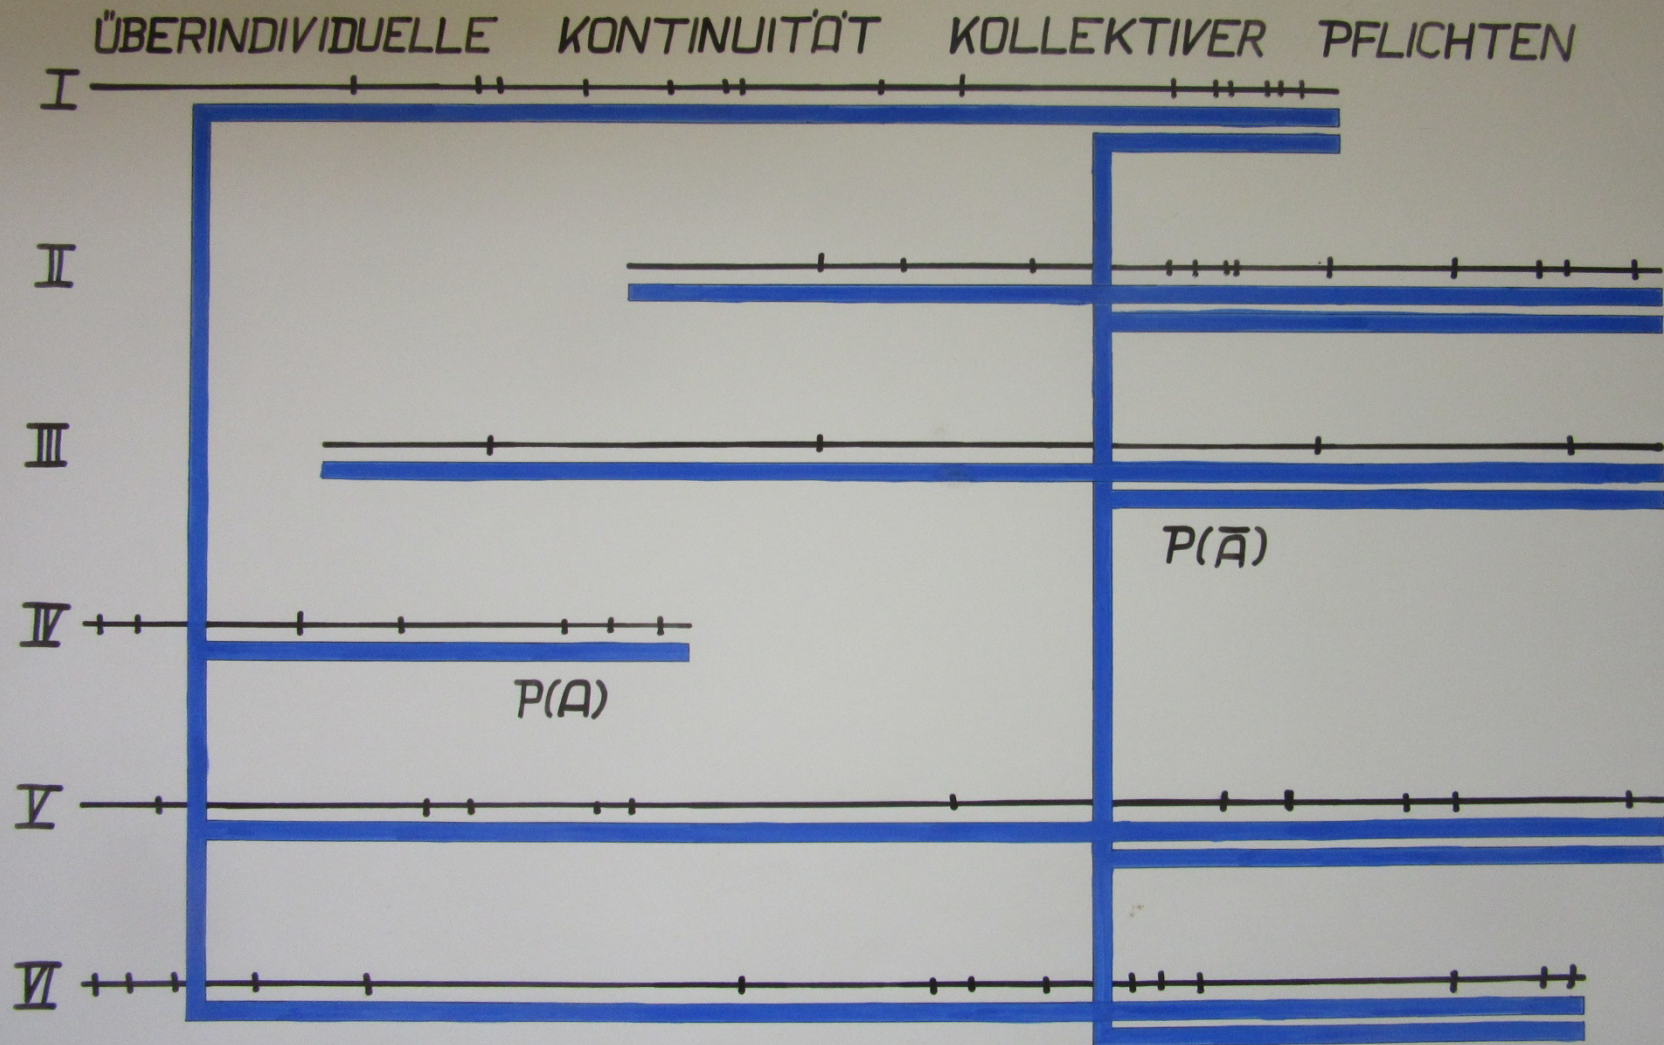 ÜBERINDIVIDUELLE KONTINUITÄT KOLLEKTIVER PFLICHTEN
I
II
III
P(Ā)
IV
P(A)
V
VI